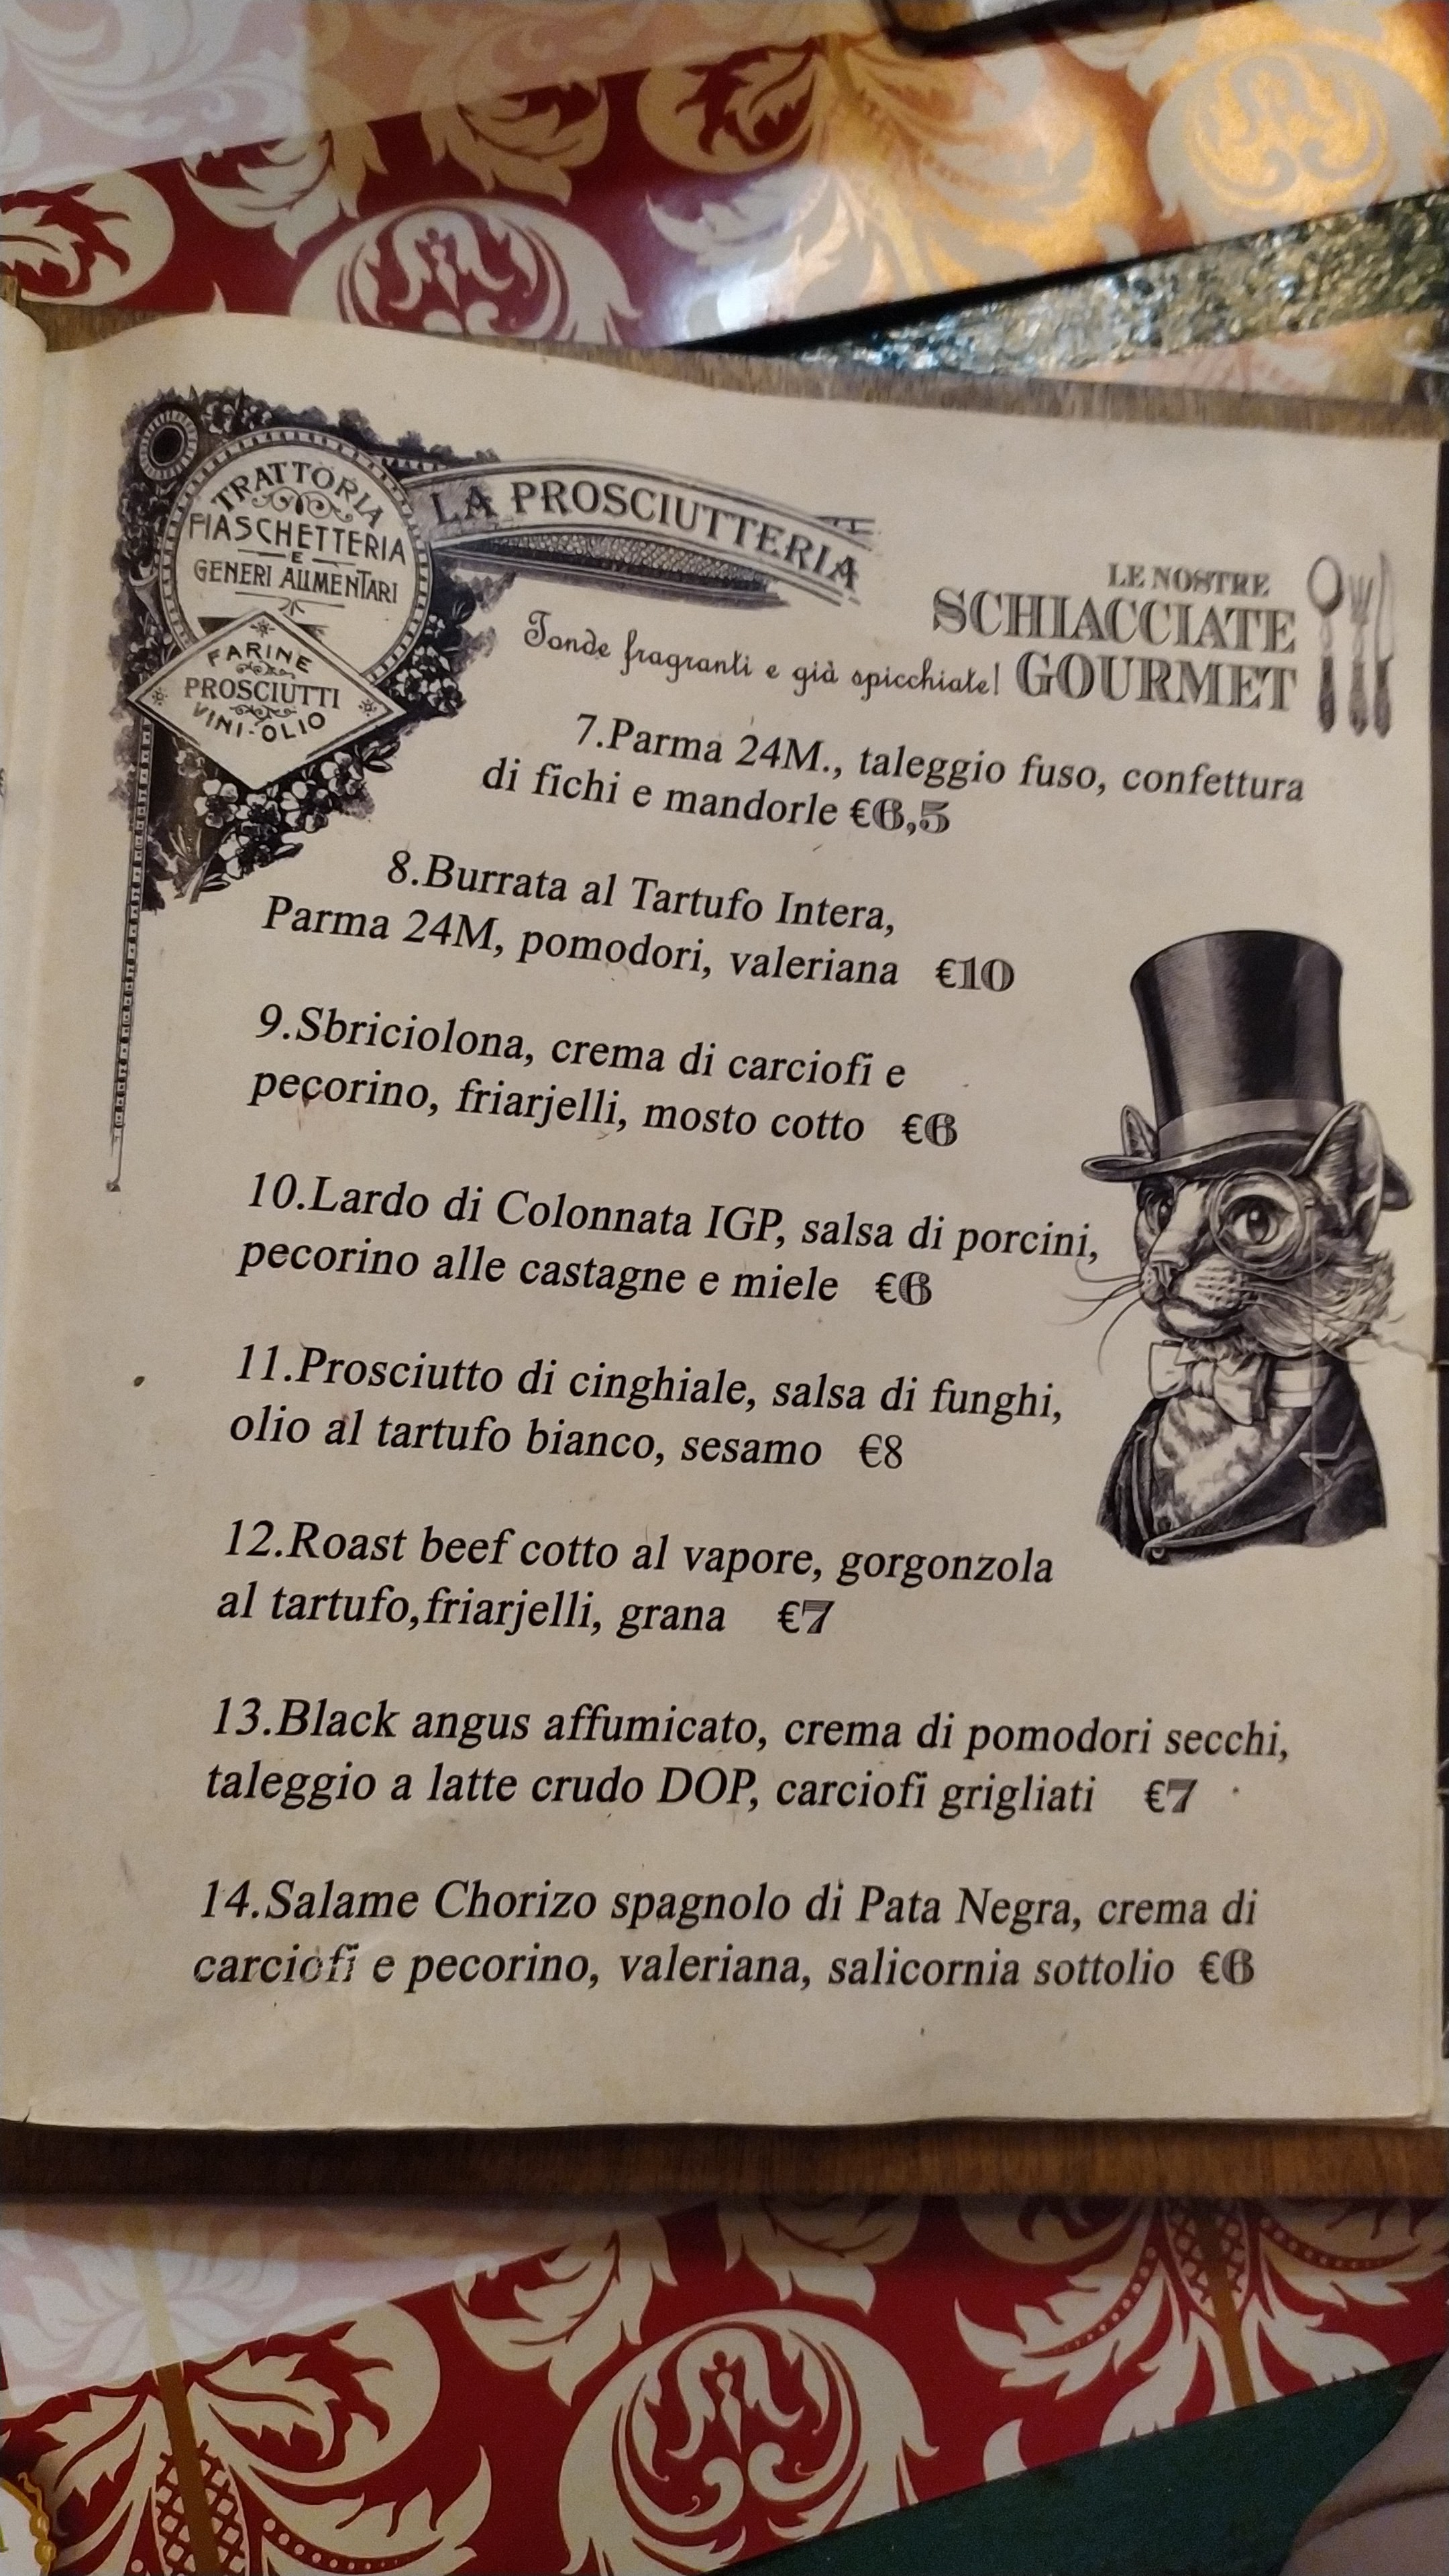 TRATTORIA
FIASCHETTERIA
E
GENERI ALIMENTARI
FARINE
PROSCIUTTI
VINI-OLIO
LA PROSCIUTTERIA
LE NOSTRE
SCHIACCIATE
GOURMET
Tonde fragranti e già spicchiate!
7.Parma 24M., taleggio fuso, confettura
di fichi e mandorle €6,5
8.Burrata al Tartufo Intera,
Parma 24M, pomodori, valeriana €10
9.Sbriciolona, crema di carciofi e
pecorino, friarjelli, mosto cotto €6
10.Lardo di Colonnata IGP, salsa di porcini,
pecorino alle castagne e miele €6
11.Prosciutto di cinghiale, salsa di funghi,
olio al tartufo bianco, sesamo €8
12.Roast beef cotto al vapore, gorgonzola
al tartufo,friarjelli, grana €7
13.Black angus affumicato, crema di pomodori secchi,
taleggio a latte crudo DOP, carciofi grigliati €7
14.Salame Chorizo spagnolo di Pata Negra, crema di
carciofi e pecorino, valeriana, salicornia sottolio €6